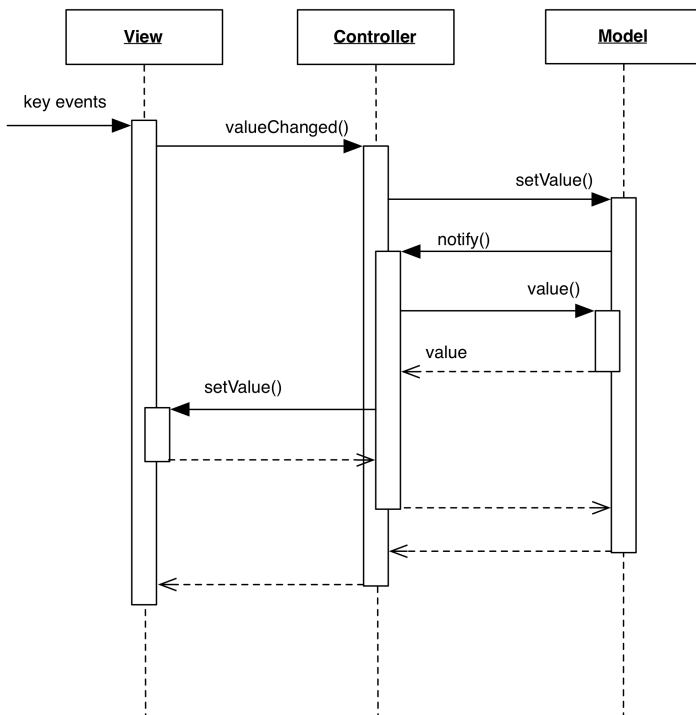 View
Controller
Model
key events
valueChanged()
setValue()
notify()
value()
value
setValue()